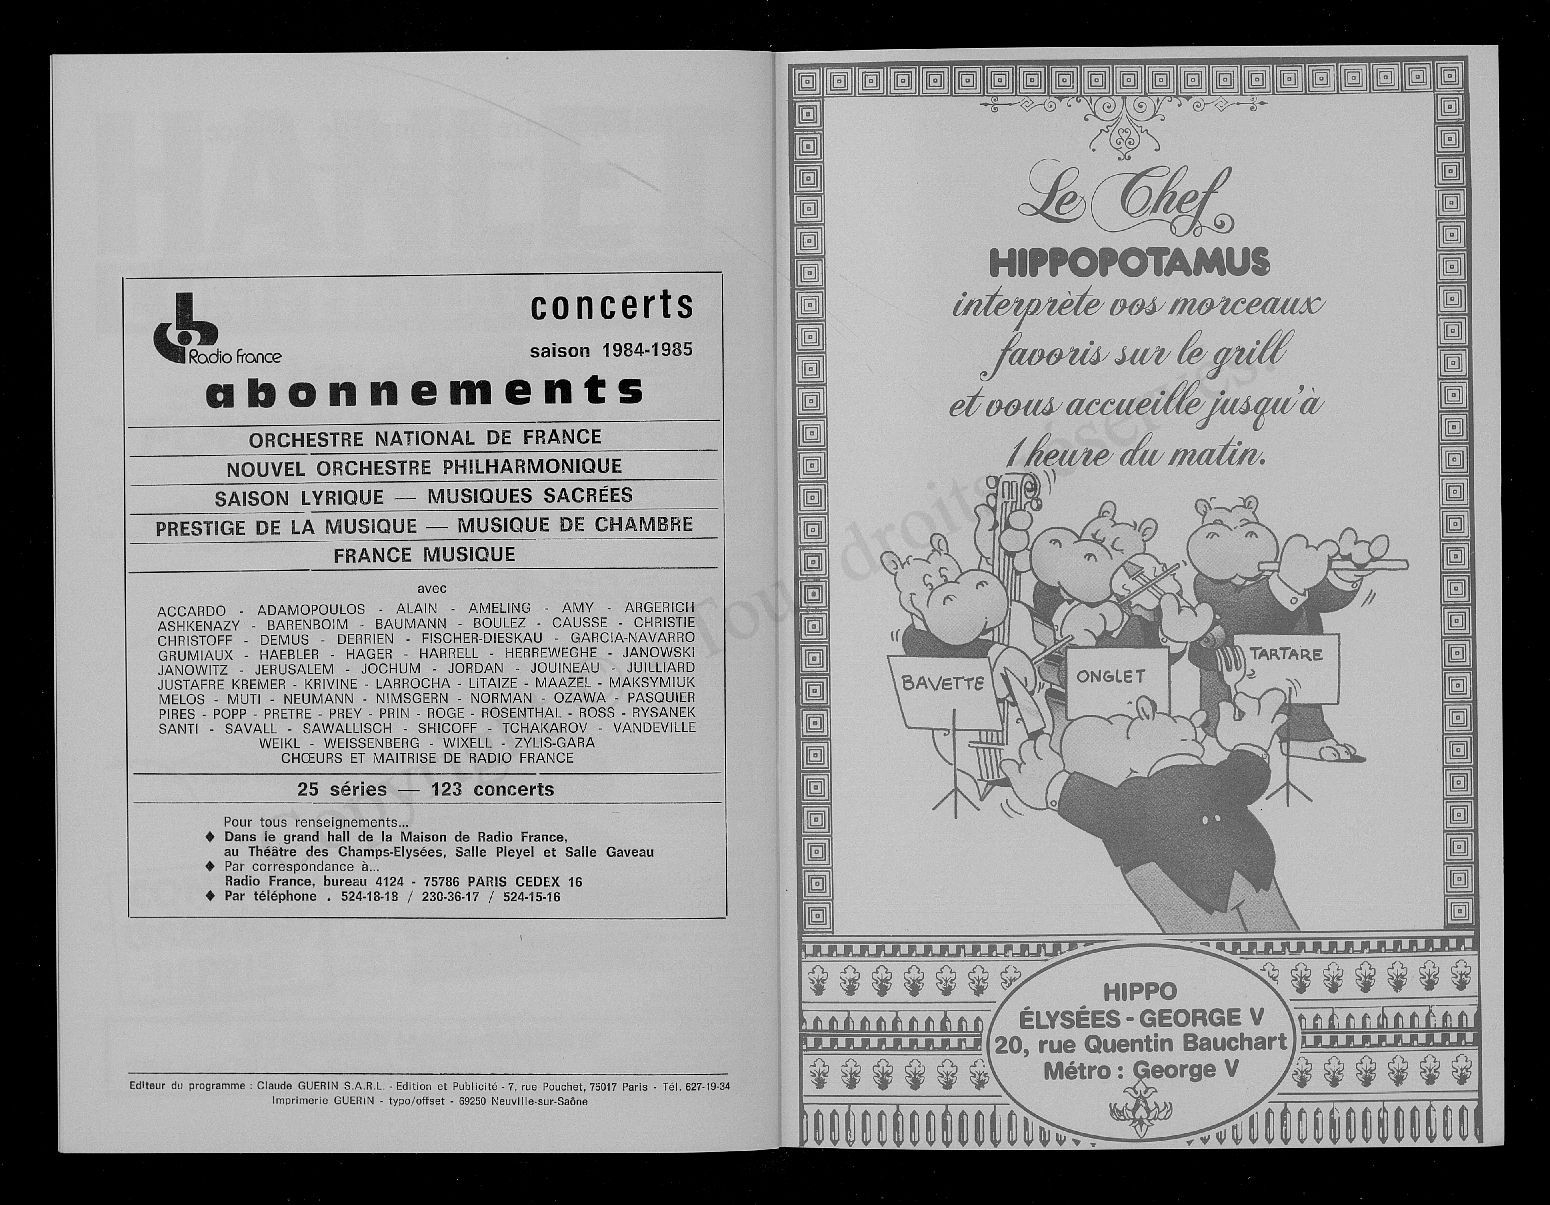 Radio France
concerts
saison 1984-1985
abonnements
ORCHESTRE NATIONAL DE FRANCE
NOUVEL ORCHESTRE PHILHARMONIQUE
SAISON LYRIQUE — MUSIQUES SACRÉES
PRESTIGE DE LA MUSIQUE — MUSIQUE DE CHAMBRE
FRANCE MUSIQUE
avec
ACCARDO - ADAMOPOULOS - ALAIN - AMELING - AMY - ARGERICH
ASHKENAZY - BARENBOIM - BAUMANN - BOULEZ - CAUSSE - CHRISTIE
CHRISTOFF - DEMUS - DERRIEN - FISCHER-DIESKAU - GARCIA-NAVARRO
GRUMIAUX - HAEBLER - HAGER - HARRELL - HERREWEGHE - JANOWSKI
JANOWITZ - JERUSALEM - JOCHUM - JORDAN - JOUINEAU - JUILLIARD
JUSTAFRE KREMER - KRIVINE - LARROCHA - LITAIZE - MAAZEL - MAKSYMIUK
MELOS - MUTI - NEUMANN - NIMSGERN - NORMAN - OZAWA - PASQUIER
PIRES - POPP - PRETRE - PREY - PRIN - ROGE - ROSENTHAL - ROSS - RYSANEK
SANTI - SAVALL - SAWALLISCH - SHICOFF - TCHAKAROV - VANDEVILLE
WEIKL - WEISSENBERG - WIXELL - ZYLIS-GARA
CHŒURS ET MAITRISE DE RADIO FRANCE
25 séries — 123 concerts
Pour tous renseignements...
♦ Dans le grand hall de la Maison de Radio France,
au Théâtre des Champs-Elysées, Salle Pleyel et Salle Gaveau
♦ Par correspondance à...
Radio France, bureau 4124 - 75786 PARIS CEDEX 16
♦ Par téléphone . 524-18-18 / 230-36-17 / 524-15-16
Editeur du programme : Claude GUERIN S.A.R.L. - Edition et Publicité - 7, rue Pouchet, 75017 Paris - Tél. 627-19-34
Imprimerie GUERIN - typo/offset - 69250 Neuville-sur-Saône
Le Chef
HIPPOPOTAMUS
interprète vos morceaux
favoris sur le grill
et vous accueille jusqu'à
1 heure du matin.
BAVETTE
ONGLET
TARTARE
HIPPO
ÉLYSÉES - GEORGE V
20, rue Quentin Bauchart
Métro : George V